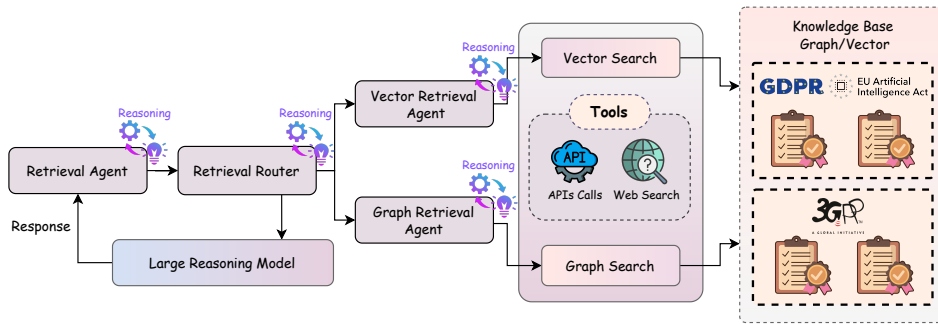 Knowledge Base
Graph/Vector
Reasoning
Vector Search
GDPR
EU Artificial
Intelligence Act
Reasoning
Reasoning
Vector Retrieval
Agent
Tools
Retrieval Agent
Retrieval Router
Reasoning
API
?
APIs Calls
Web Search
Response
Graph Retrieval
Agent
3GPP
A GLOBAL INITIATIVE
Large Reasoning Model
Graph Search